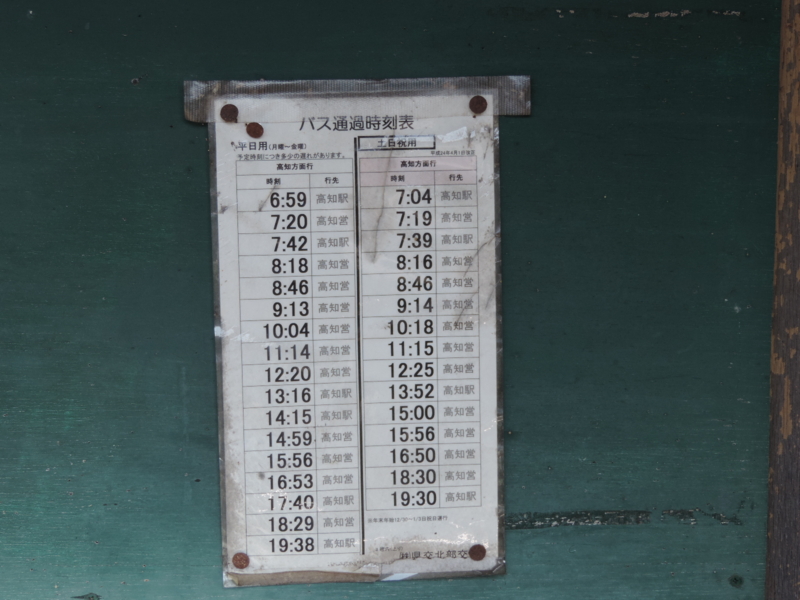 バス通過時刻表
平日用(月曜～金曜)
予定時刻につき多少の遅れがあります。
高知方面行
時刻 行先
6:59 高知駅
7:20 高知営
7:42 高知駅
8:18 高知営
8:46 高知営
9:13 高知営
10:04 高知営
11:14 高知営
12:20 高知営
13:16 高知駅
14:15 高知駅
14:59 高知営
15:56 高知営
16:53 高知営
17:40 高知駅
18:29 高知営
19:38 高知駅
土日祝用
高知方面行
時刻 行先
7:04 高知駅
7:19 高知営
7:39 高知駅
8:16 高知営
8:46 高知営
9:14 高知営
10:18 高知営
11:15 高知営
12:25 高知営
13:52 高知駅
15:00 高知営
15:56 高知営
16:50 高知営
18:30 高知営
19:30 高知駅
㈱県交北部交